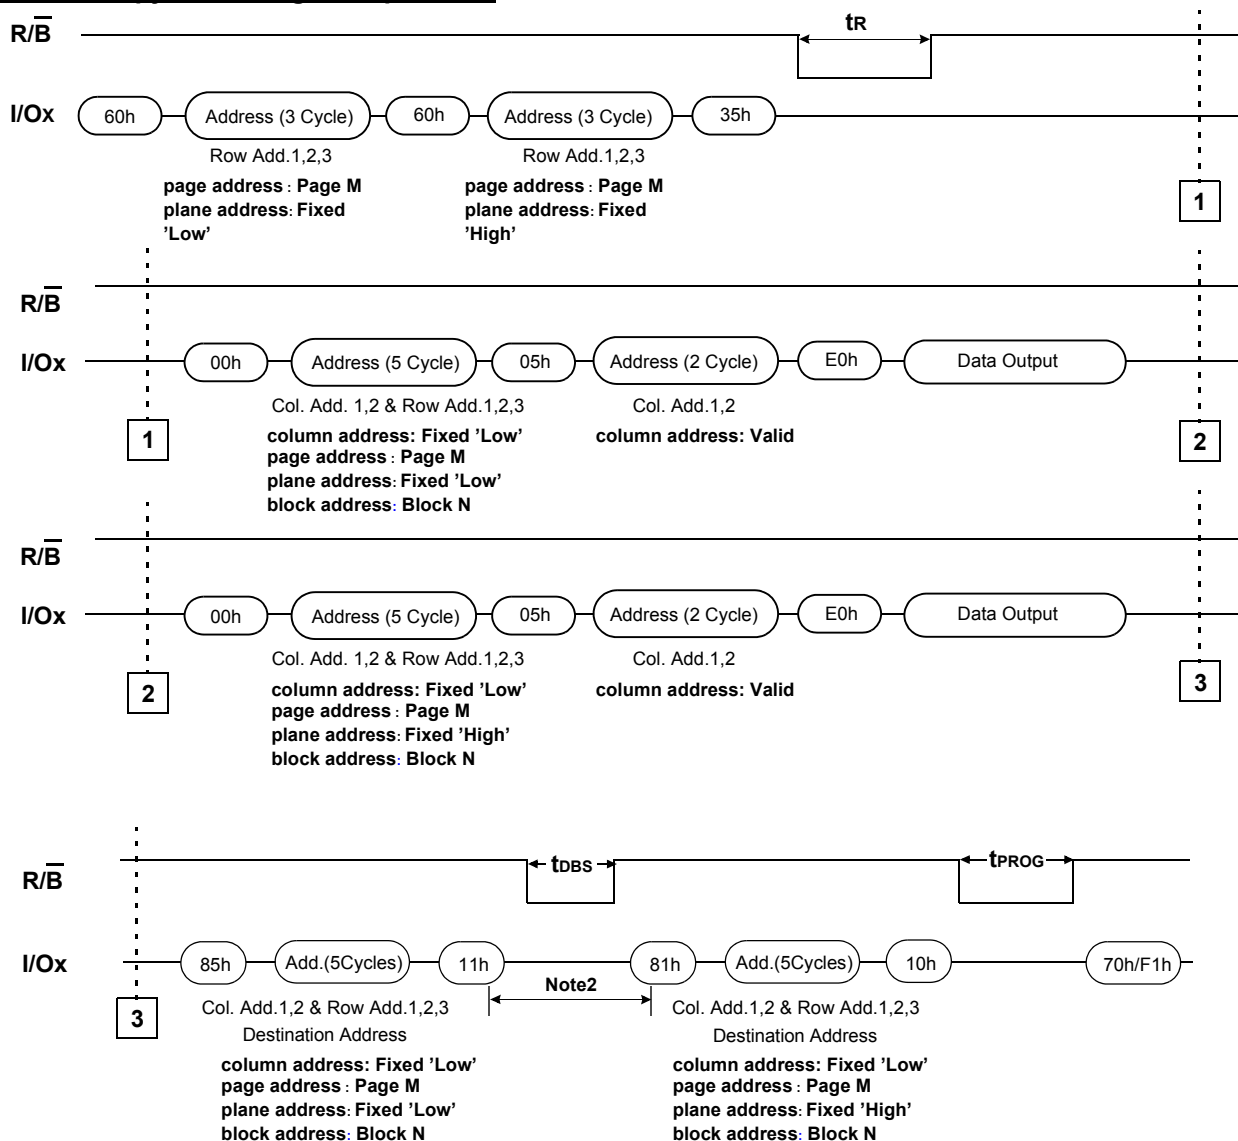 R/B
tR
I/Ox
60h
Address (3 Cycle)
60h
Address (3 Cycle)
35h
Row Add.1,2,3
Row Add.1,2,3
page address : Page M
plane address: Fixed
’Low’
page address : Page M
plane address: Fixed
’High’
1
R/B
I/Ox
00h
Address (5 Cycle)
05h
Address (2 Cycle)
E0h
Data Output
Col. Add. 1,2 & Row Add.1,2,3
Col. Add.1,2
1
column address: Fixed ’Low’
page address : Page M
plane address: Fixed ’Low’
block address: Block N
column address: Valid
2
R/B
I/Ox
00h
Address (5 Cycle)
05h
Address (2 Cycle)
E0h
Data Output
Col. Add. 1,2 & Row Add.1,2,3
Col. Add.1,2
2
column address: Fixed ’Low’
page address : Page M
plane address: Fixed ’High’
block address: Block N
column address: Valid
3
R/B
tDBS
tPROG
I/Ox
85h
Add.(5Cycles)
11h
Note2
81h
Add.(5Cycles)
10h
70h/F1h
3
Col. Add.1,2 & Row Add.1,2,3
Destination Address
column address: Fixed ’Low’
page address : Page M
plane address: Fixed ’Low’
block address: Block N
Col. Add.1,2 & Row Add.1,2,3
Destination Address
column address: Fixed ’Low’
page address : Page M
plane address: Fixed ’High’
block address: Block N